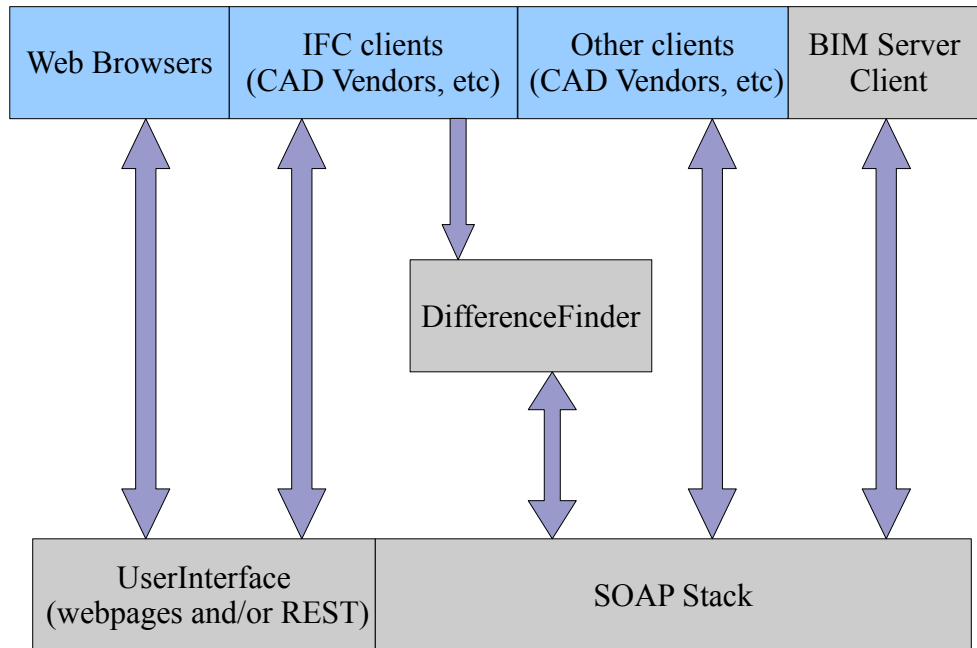 Web Browsers
IFC clients
(CAD Vendors, etc)
Other clients
(CAD Vendors, etc)
BIM Server
Client
DifferenceFinder
UserInterface
(webpages and/or REST)
SOAP Stack